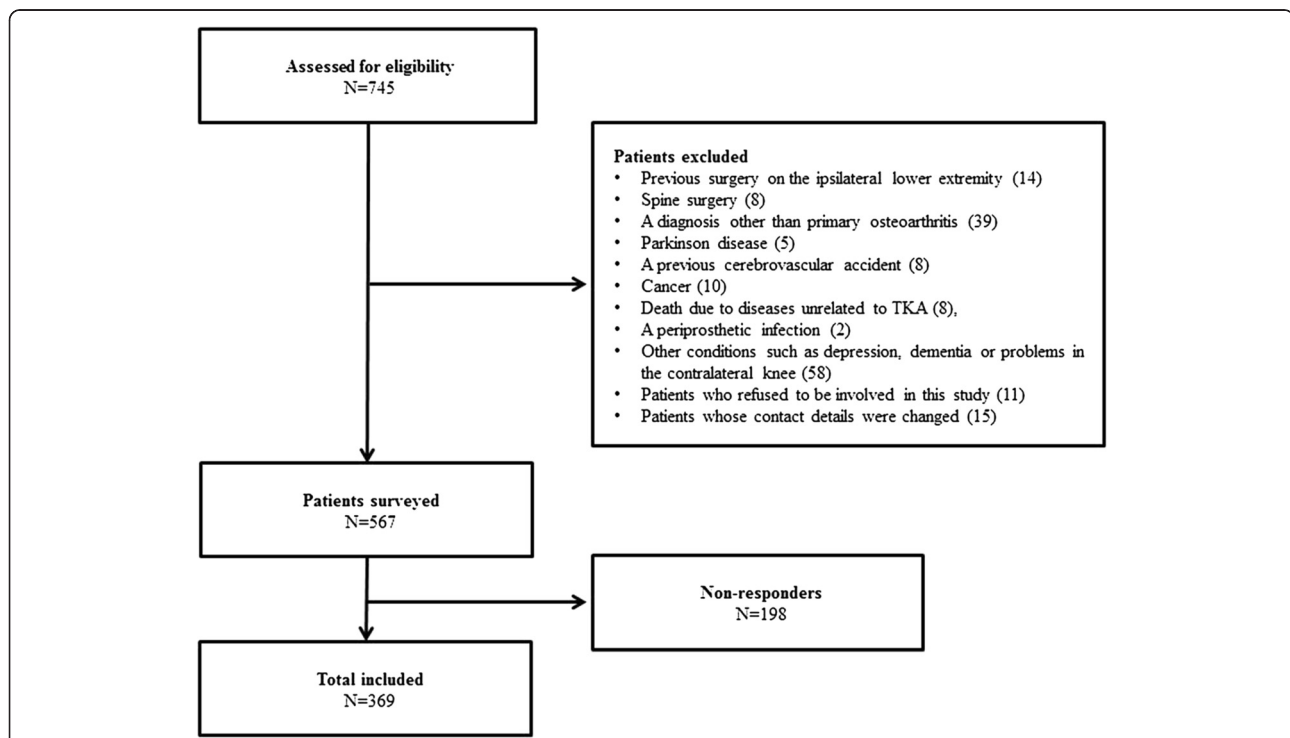 Assessed for eligibility
N=745
Patients excluded
• Previous surgery on the ipsilateral lower extremity (14)
• Spine surgery (8)
• A diagnosis other than primary osteoarthritis (39)
• Parkinson disease (5)
• A previous cerebrovascular accident (8)
• Cancer (10)
• Death due to diseases unrelated to TKA (8),
• A periprosthetic infection (2)
• Other conditions such as depression, dementia or problems in
the contralateral knee (58)
• Patients who refused to be involved in this study (11)
• Patients whose contact details were changed (15)
Patients surveyed
N=567
Non-responders
N=198
Total included
N=369